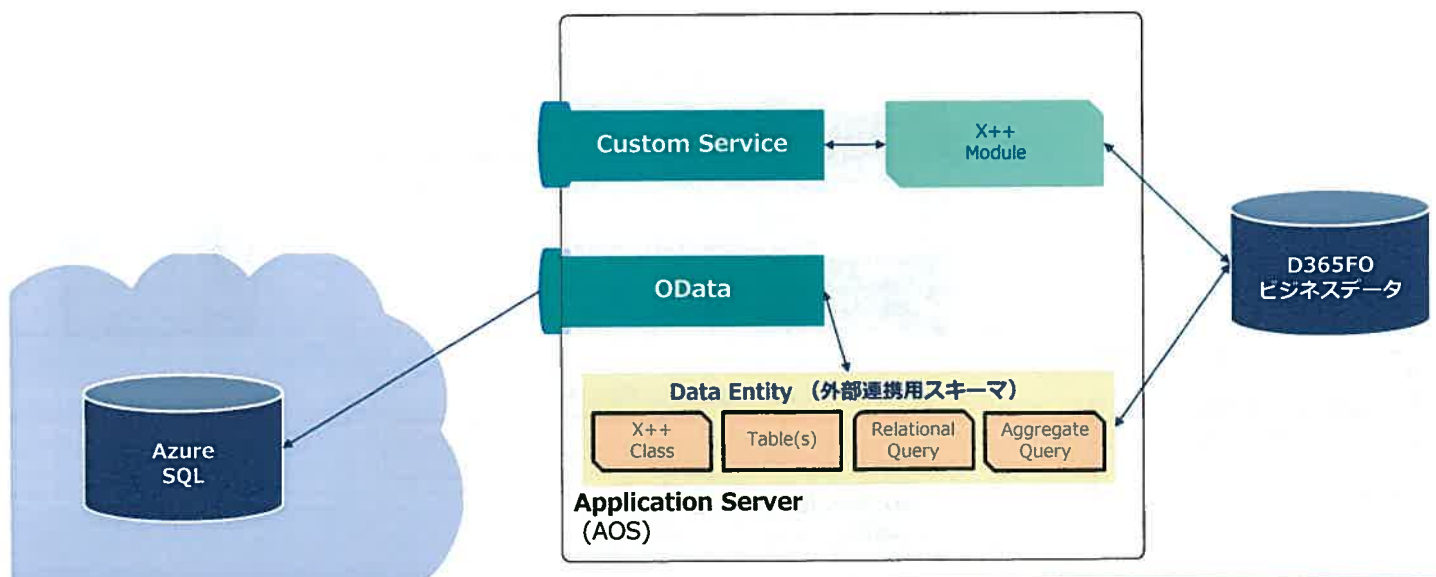 Custom Service
X++
Module
OData
D365FO
ビジネスデータ
Data Entity （外部連携用スキーマ）
X++
Class
Table(s)
Relational
Query
Aggregate
Query
Azure
SQL
Application Server
(AOS)